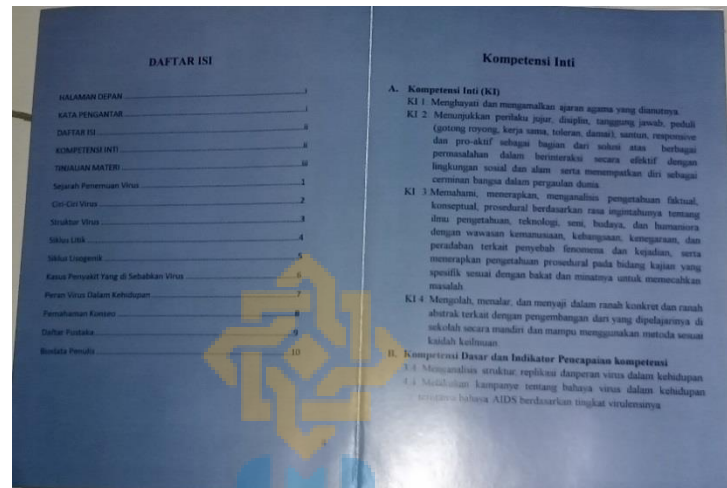 DAFTAR ISI
HALAMAN DEPAN
KATA PENGANTAR
DAFTAR ISI
KOMPETENSI INTI
TINJAUAN MATERI
Sejarah Penemuan Virus 1
Ciri-Ciri Virus 2
Struktur Virus 3
Siklus Litik 4
Siklus Lisogenik 5
Kasus Penyakit Yang di Sebabkan Virus 6
Peran Virus Dalam Kehidupan 7
Pemahaman Konsep 8
Daftar Pustaka 9
Biodata Penulis 10
Kompetensi Inti
A. Kompetensi Inti (KI)
KI 1 Menghayati dan mengamalkan ajaran agama yang dianutnya.
KI 2 Menunjukkan perilaku jujur, disiplin, tanggung jawab, peduli
(gotong royong, kerja sama, toleran, damai), santun, responsive
dan pro-aktif sebagai bagian dari solusi atas berbagai
permasalahan dalam berinteraksi secara efektif dengan
lingkungan sosial dan alam serta menempatkan diri sebagai
cerminan bangsa dalam pergaulan dunia.
KI 3 Memahami, menerapkan, menganalisis pengetahuan faktual,
konseptual, prosedural berdasarkan rasa ingintahunya tentang
ilmu pengetahuan, teknologi, seni, budaya, dan humaniora
dengan wawasan kemanusiaan, kebangsaan, kenegaraan, dan
peradaban terkait penyebab fenomena dan kejadian, serta
menerapkan pengetahuan prosedural pada bidang kajian yang
spesifik sesuai dengan bakat dan minatnya untuk memecahkan
masalah
KI 4 Mengolah, menalar, dan menyaji dalam ranah konkret dan ranah
abstrak terkait dengan pengembangan dari yang dipelajarinya di
sekolah secara mandiri dan mampu menggunakan metoda sesuai
kaidah keilmuan
B. Kompetensi Dasar dan Indikator Pencapaian kompetensi
Menganalisis struktur, replikasi danperan virus dalam kehidupan
kampanye tentang bahaya virus dalam kehidupan
bahasa AIDS berdasarkan tingkat virulensinya